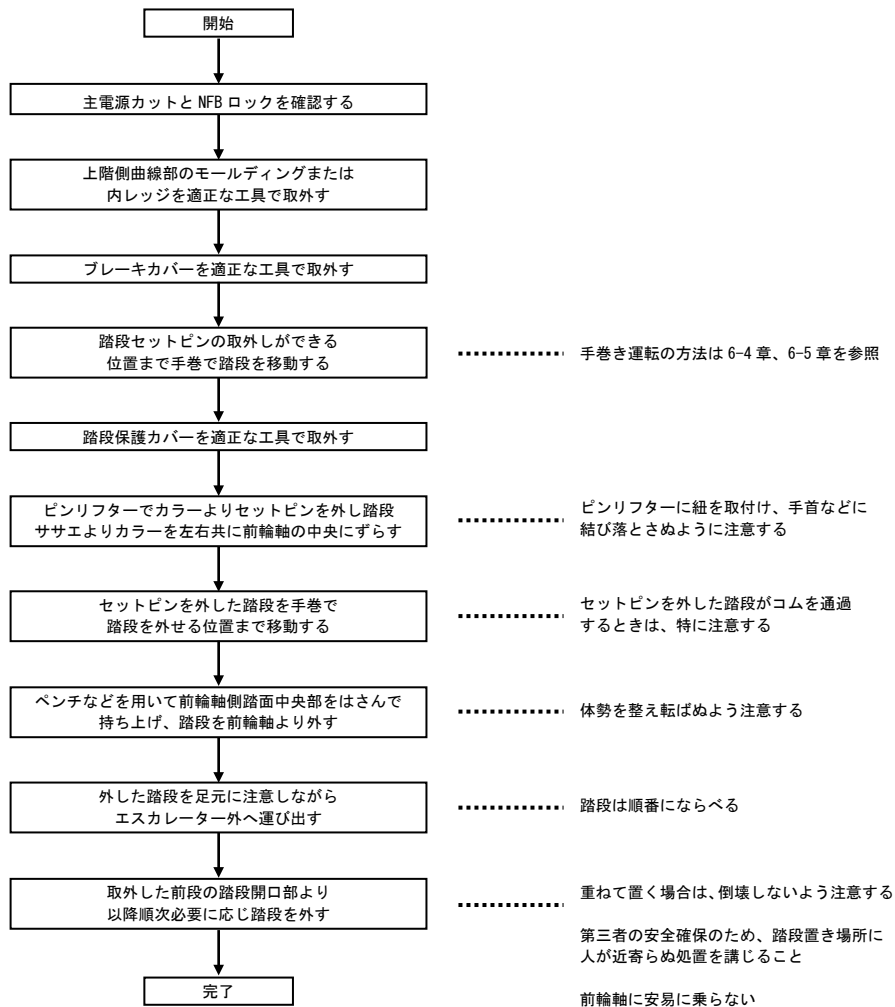 開始
主電源カットと NFB ロックを確認する
上階側曲線部のモールディングまたは
内レッジを適正な工具で取外す
ブレーキカバーを適正な工具で取外す
踏段セットピンの取外しができる
位置まで手巻で踏段を移動する
手巻き運転の方法は 6-4 章、6-5 章を参照
踏段保護カバーを適正な工具で取外す
ピンリフターでカラーよりセットピンを外し踏段
ササエよりカラーを左右共に前輪軸の中央にずらす
ピンリフターに紐を取付け、手首などに
結び落とさぬように注意する
セットピンを外した踏段を手巻で
踏段を外せる位置まで移動する
セットピンを外した踏段がコムを通過
するときは、特に注意する
ペンチなどを用いて前輪軸側踏面中央部をはさんで
持ち上げ、踏段を前輪軸より外す
体勢を整え転ばぬよう注意する
外した踏段を足元に注意しながら
エスカレーター外へ運び出す
踏段は順番にならべる
取外した前段の踏段開口部より
以降順次必要に応じ踏段を外す
重ねて置く場合は、倒壊しないよう注意する
第三者の安全確保のため、踏段置き場所に
人が近寄らぬ処置を講じること
前輪軸に安易に乗らない
完了